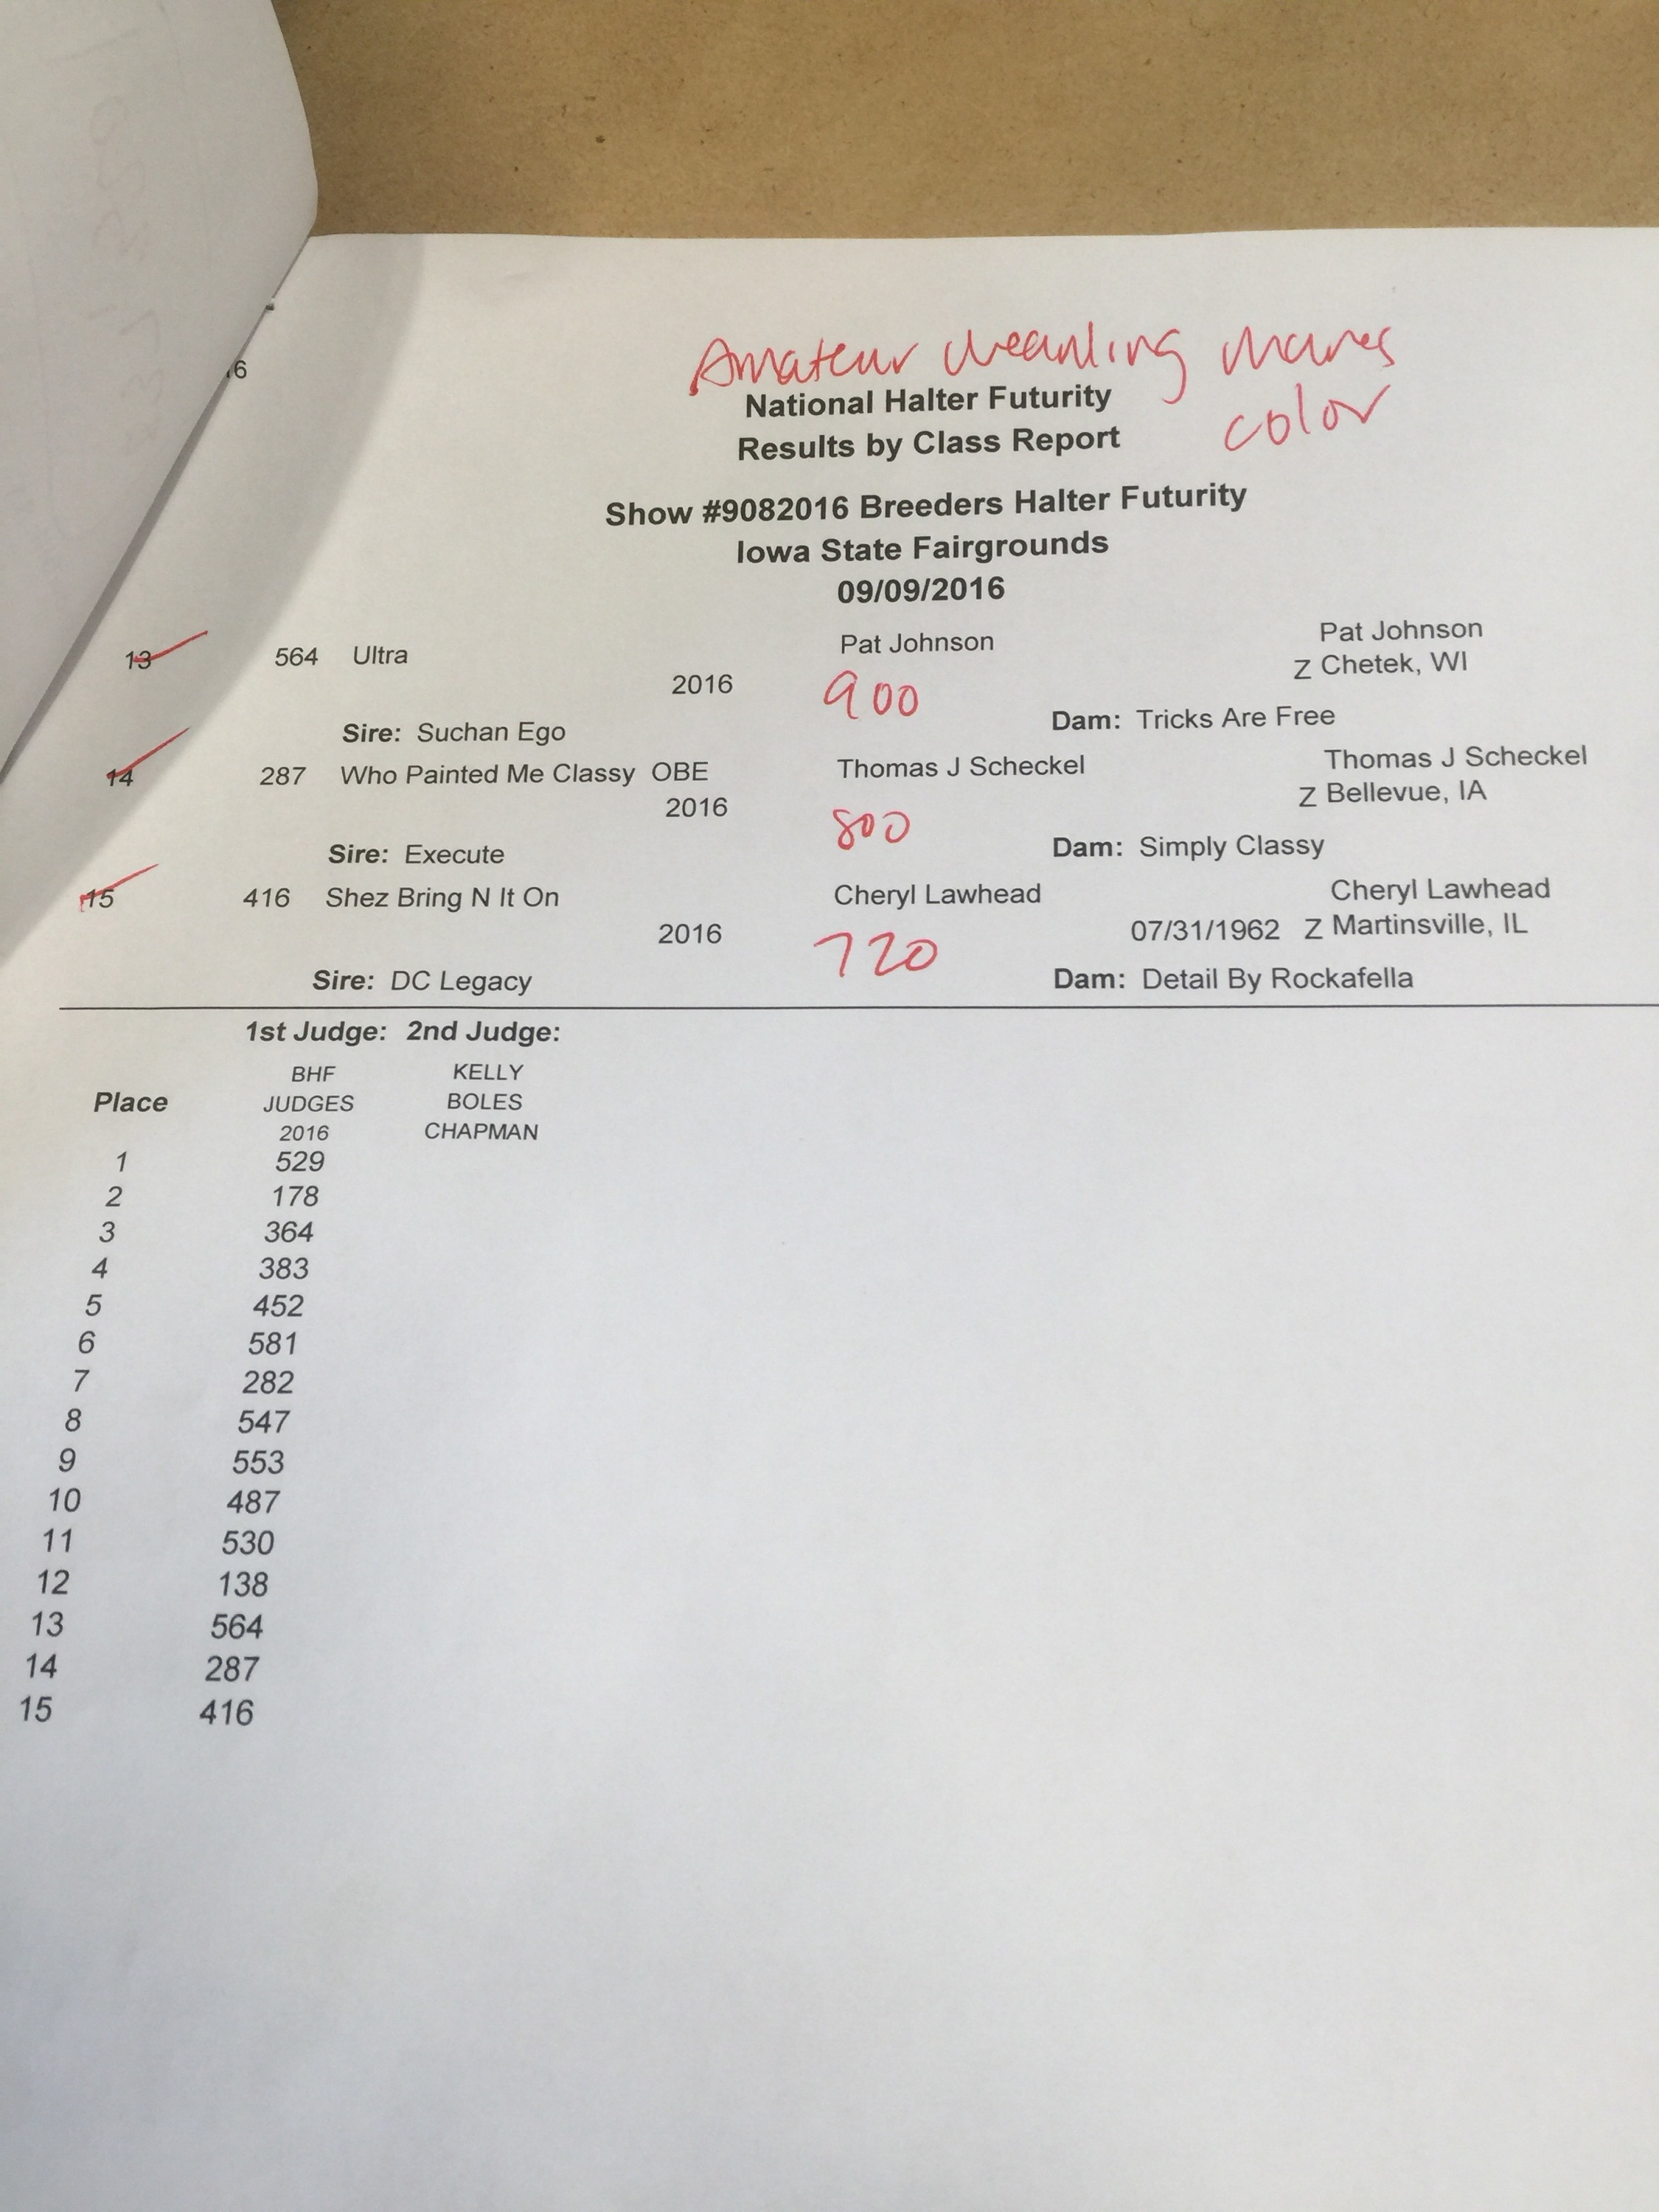 6
Amateur Weanling Mares
color
National Halter Futurity
Results by Class Report
Show #9082016 Breeders Halter Futurity
Iowa State Fairgrounds
09/09/2016
13 564 Ultra Pat Johnson Pat Johnson
2016 Z Chetek, WI
900
Sire: Suchan Ego Dam: Tricks Are Free
14 287 Who Painted Me Classy OBE Thomas J Scheckel Thomas J Scheckel
2016 Z Bellevue, IA
800
Sire: Execute Dam: Simply Classy
15 416 Shez Bring N It On Cheryl Lawhead Cheryl Lawhead
2016 07/31/1962 Z Martinsville, IL
720
Sire: DC Legacy Dam: Detail By Rockafella
1st Judge: 2nd Judge:
BHF KELLY
Place JUDGES BOLES
2016 CHAPMAN
1 529
2 178
3 364
4 383
5 452
6 581
7 282
8 547
9 553
10 487
11 530
12 138
13 564
14 287
15 416